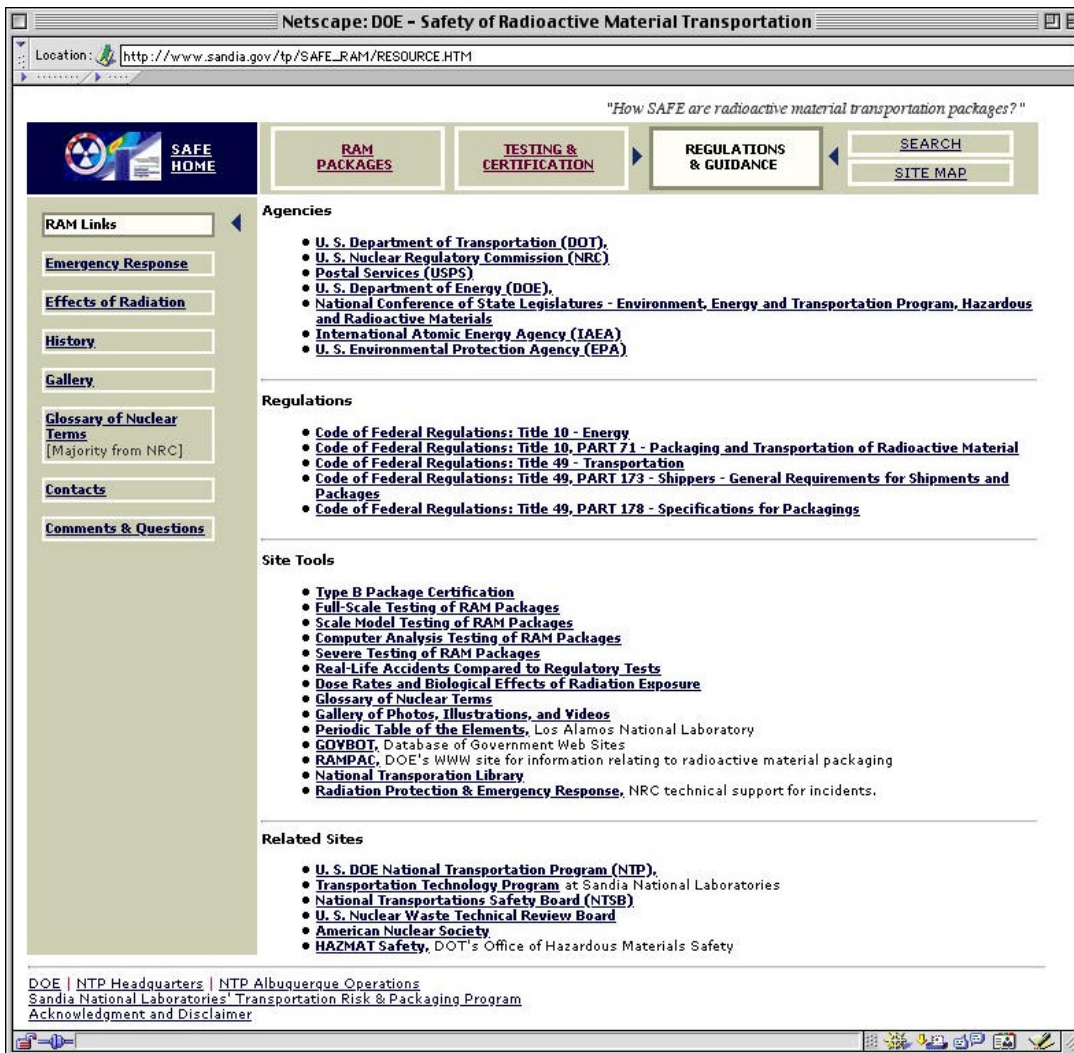 Netscape: DOE - Safety of Radioactive Material Transportation
Location: http://www.sandia.gov/tp/SAFE_RAM/RESOURCE.HTM
"How SAFE are radioactive material transportation packages?"
SAFE
HOME
RAM
PACKAGES
TESTING &
CERTIFICATION
REGULATIONS
& GUIDANCE
SEARCH
SITE MAP
RAM Links
Emergency Response
Effects of Radiation
History
Gallery
Glossary of Nuclear
Terms
[Majority from NRC]
Contacts
Comments & Questions
Agencies
U. S. Department of Transportation (DOT),
U. S. Nuclear Regulatory Commission (NRC)
Postal Services (USPS)
U. S. Department of Energy (DOE),
National Conference of State Legislatures - Environment, Energy and Transportation Program, Hazardous
and Radioactive Materials
International Atomic Energy Agency (IAEA)
U. S. Environmental Protection Agency (EPA)
Regulations
Code of Federal Regulations: Title 10 - Energy
Code of Federal Regulations: Title 10, PART 71 - Packaging and Transportation of Radioactive Material
Code of Federal Regulations: Title 49 - Transportation
Code of Federal Regulations: Title 49, PART 173 - Shippers - General Requirements for Shipments and
Packages
Code of Federal Regulations: Title 49, PART 178 - Specifications for Packagings
Site Tools
Type B Package Certification
Full-Scale Testing of RAM Packages
Scale Model Testing of RAM Packages
Computer Analysis Testing of RAM Packages
Severe Testing of RAM Packages
Real-Life Accidents Compared to Regulatory Tests
Dose Rates and Biological Effects of Radiation Exposure
Glossary of Nuclear Terms
Gallery of Photos, Illustrations, and Videos
Periodic Table of the Elements, Los Alamos National Laboratory
GOVBOT, Database of Government Web Sites
RAMPAC, DOE's WWW site for information relating to radioactive material packaging
National Transporation Library
Radiation Protection & Emergency Response, NRC technical support for incidents.
Related Sites
U. S. DOE National Transportation Program (NTP),
Transportation Technology Program at Sandia National Laboratories
National Transportations Safety Board (NTSB)
U. S. Nuclear Waste Technical Review Board
American Nuclear Society
HAZMAT Safety, DOT's Office of Hazardous Materials Safety
DOE | NTP Headquarters | NTP Albuquerque Operations
Sandia National Laboratories' Transportation Risk & Packaging Program
Acknowledgment and Disclaimer